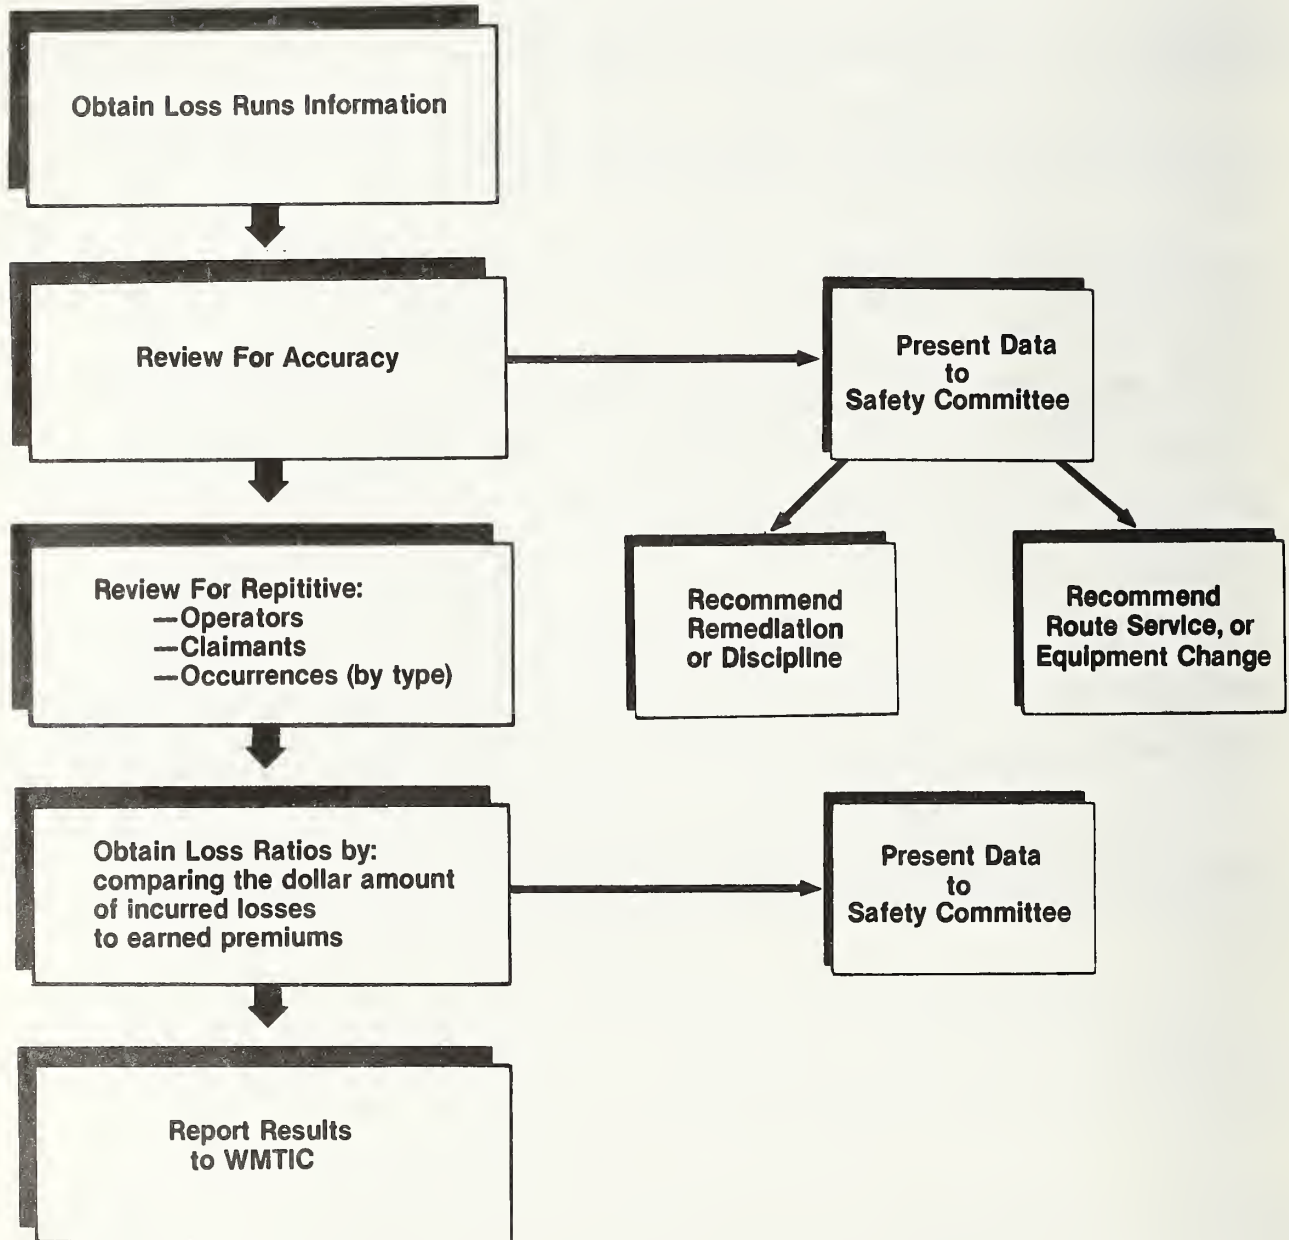 Obtain Loss Runs Information
Review For Accuracy
Present Data
to
Safety Committee
Review For Repititive:
—Operators
—Claimants
—Occurrences (by type)
Recommend
Remediation
or Discipline
Recommend
Route Service, or
Equipment Change
Obtain Loss Ratios by:
comparing the dollar amount
of incurred losses
to earned premiums
Present Data
to
Safety Committee
Report Results
to WMTIC